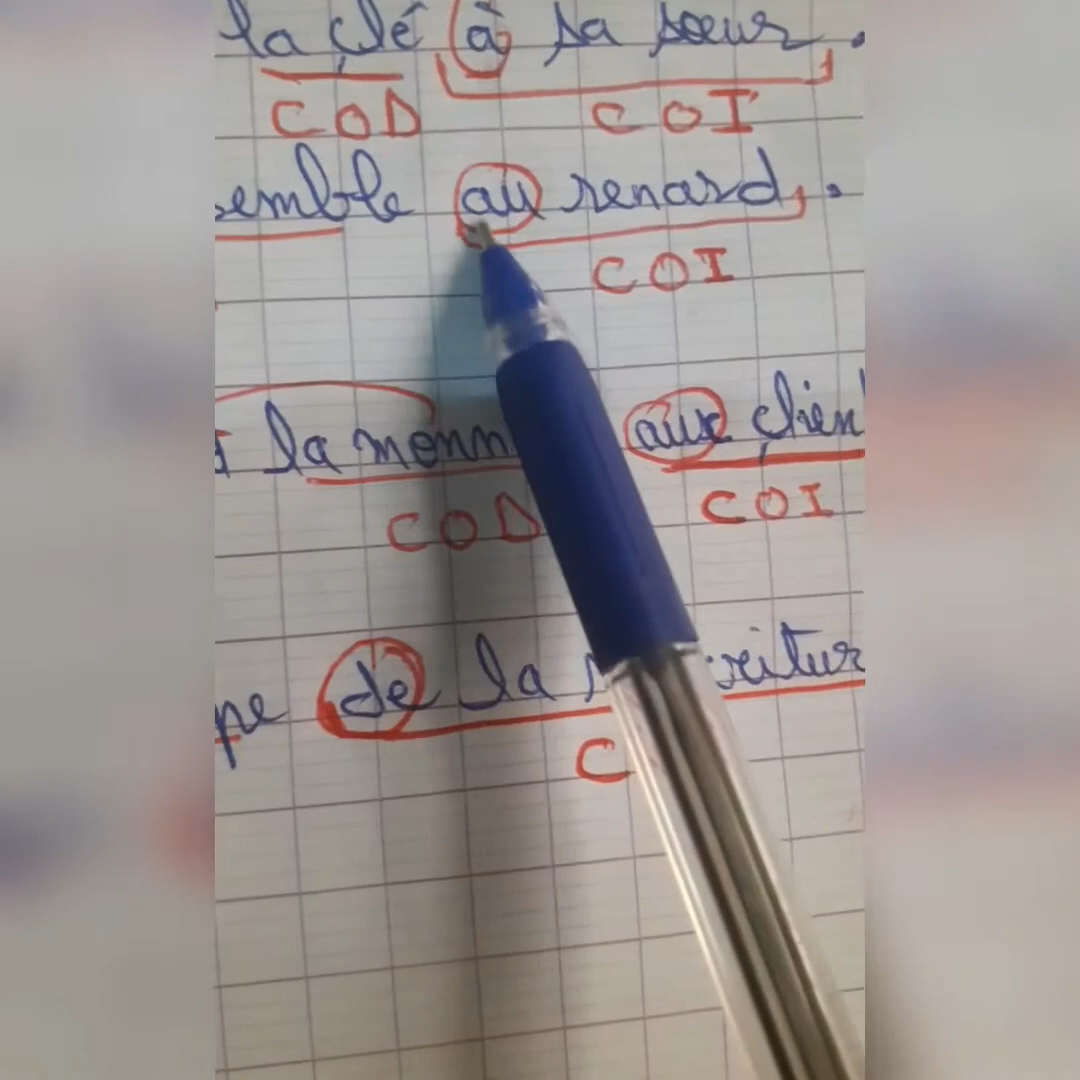 la clé à sa sœur.
COD COI
semble au renard.
COI
la monn aux clien
COD COI
pe de la
C